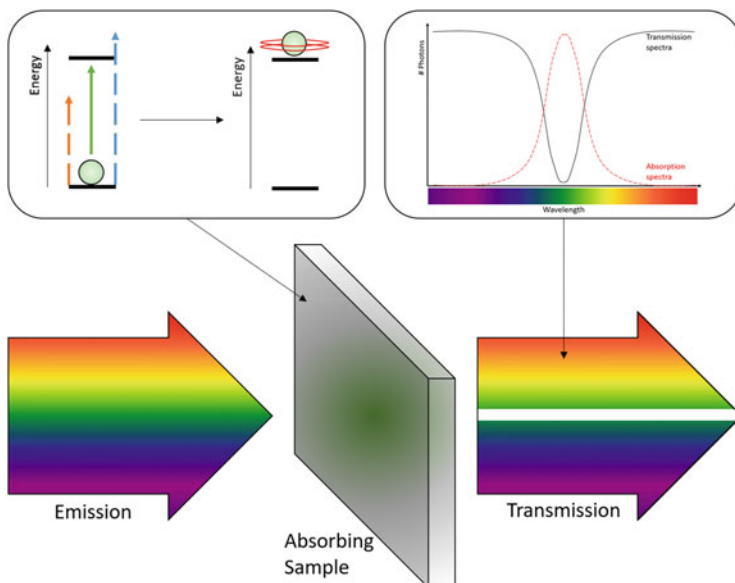 Energy
Energy
# Photons
Transmission
spectra
Absorption
spectra
Wavelength
Emission
Absorbing
Sample
Transmission